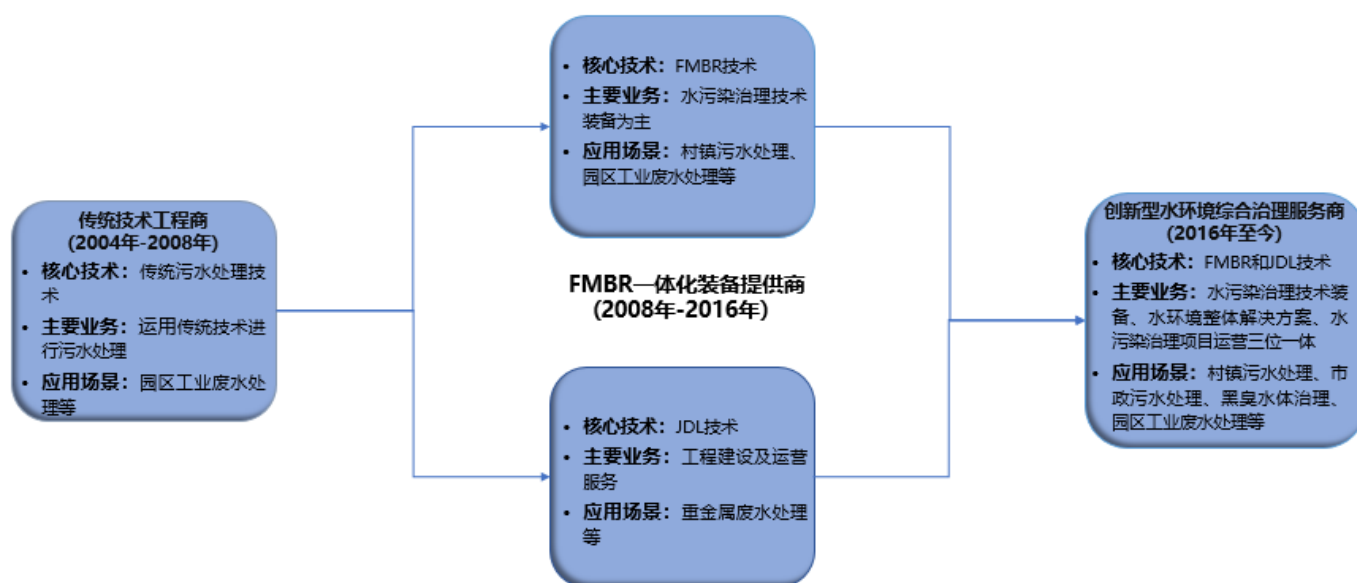 传统技术工程商
(2004年-2008年)
• 核心技术：传统污水处理技
术
• 主要业务：运用传统技术进
行污水处理
• 应用场景：园区工业废水处
理等
• 核心技术：FMBR技术
• 主要业务：水污染治理技术
装备为主
• 应用场景：村镇污水处理、
园区工业废水处理等
FMBR一体化装备提供商
(2008年-2016年)
• 核心技术：JDL技术
• 主要业务：工程建设及运营
服务
• 应用场景：重金属废水处理
等
创新型水环境综合治理服务商
(2016年至今)
• 核心技术：FMBR和JDL技术
• 主要业务：水污染治理技术装
备、水环境整体解决方案、水
污染治理项目运营三位一体
• 应用场景：村镇污水处理、市
政污水处理、黑臭水体治理、
园区工业废水处理等